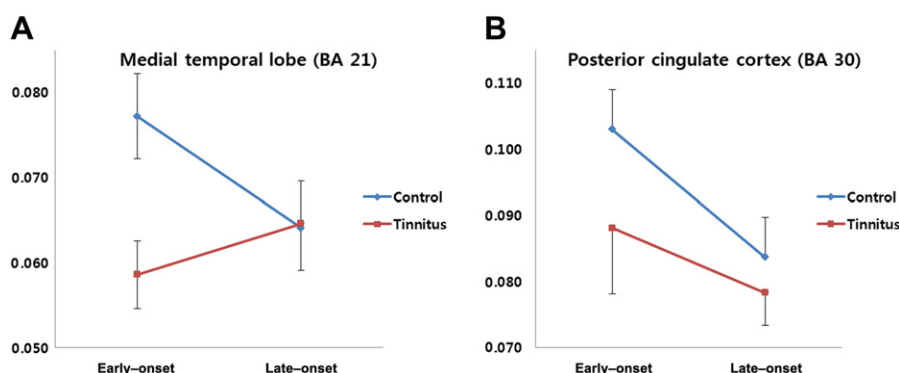 A
Medial temporal lobe (BA 21)
0.080
0.070
0.060
0.050
Early–onset
Late–onset
Control
Tinnitus
B
Posterior cingulate cortex (BA 30)
0.110
0.100
0.090
0.080
0.070
Early–onset
Late–onset
Control
Tinnitus